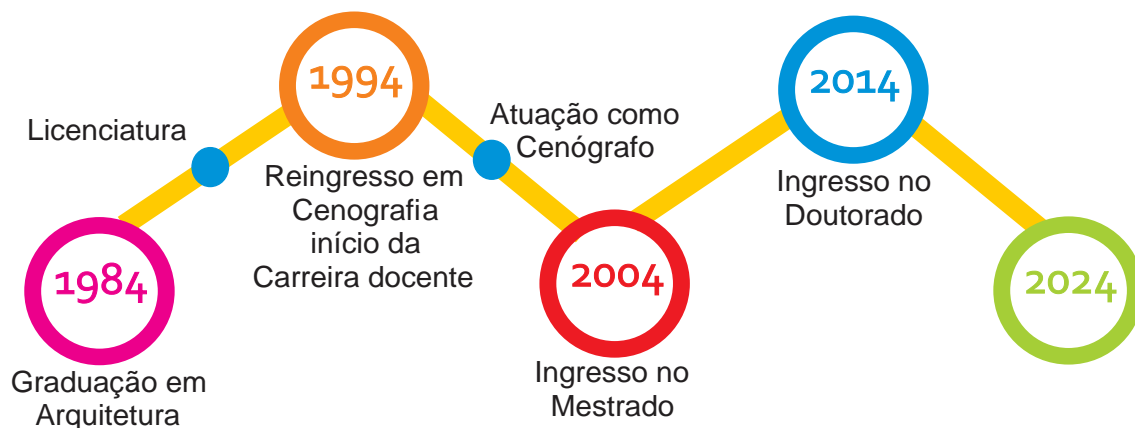 1984
Graduação em
Arquitetura
Licenciatura
1994
Reingresso em
Cenografia
início da
Carreira docente
Atuação como
Cenógrafo
2004
Ingresso no
Mestrado
2014
Ingresso no
Doutorado
2024